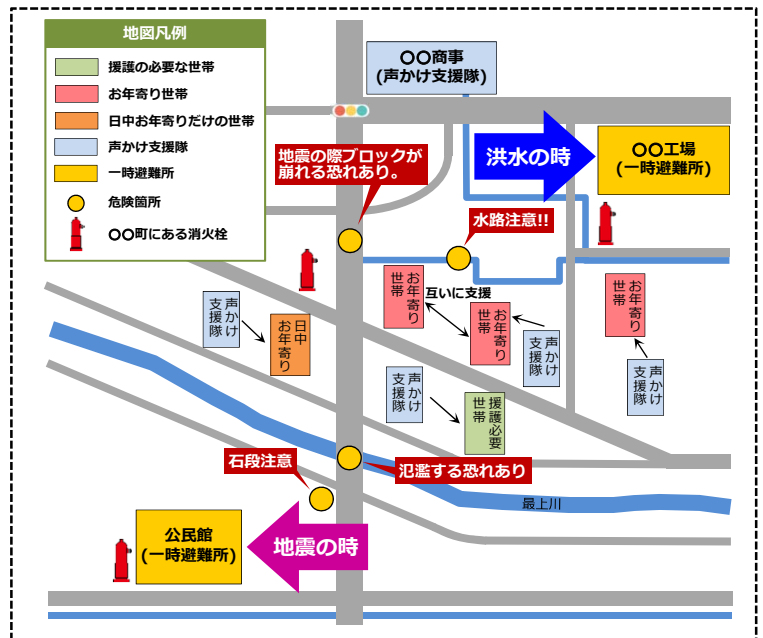 地図凡例
援護の必要な世帯
お年寄り世帯
日中お年寄りだけの世帯
声かけ支援隊
一時避難所
危険箇所
〇〇町にある消火栓
〇〇商事
(声かけ支援隊)
地震の際ブロックが
崩れる恐れあり。
洪水の時
〇〇工場
(一時避難所)
水路注意!!
お年寄り
世帯
互いに支援
お年寄り
世帯
お年寄り
世帯
声かけ
支援隊
日中
お年寄り
声かけ
支援隊
声かけ
支援隊
声かけ
支援隊
援護必要
世帯
石段注意
氾濫する恐れあり
最上川
公民館
(一時避難所)
地震の時